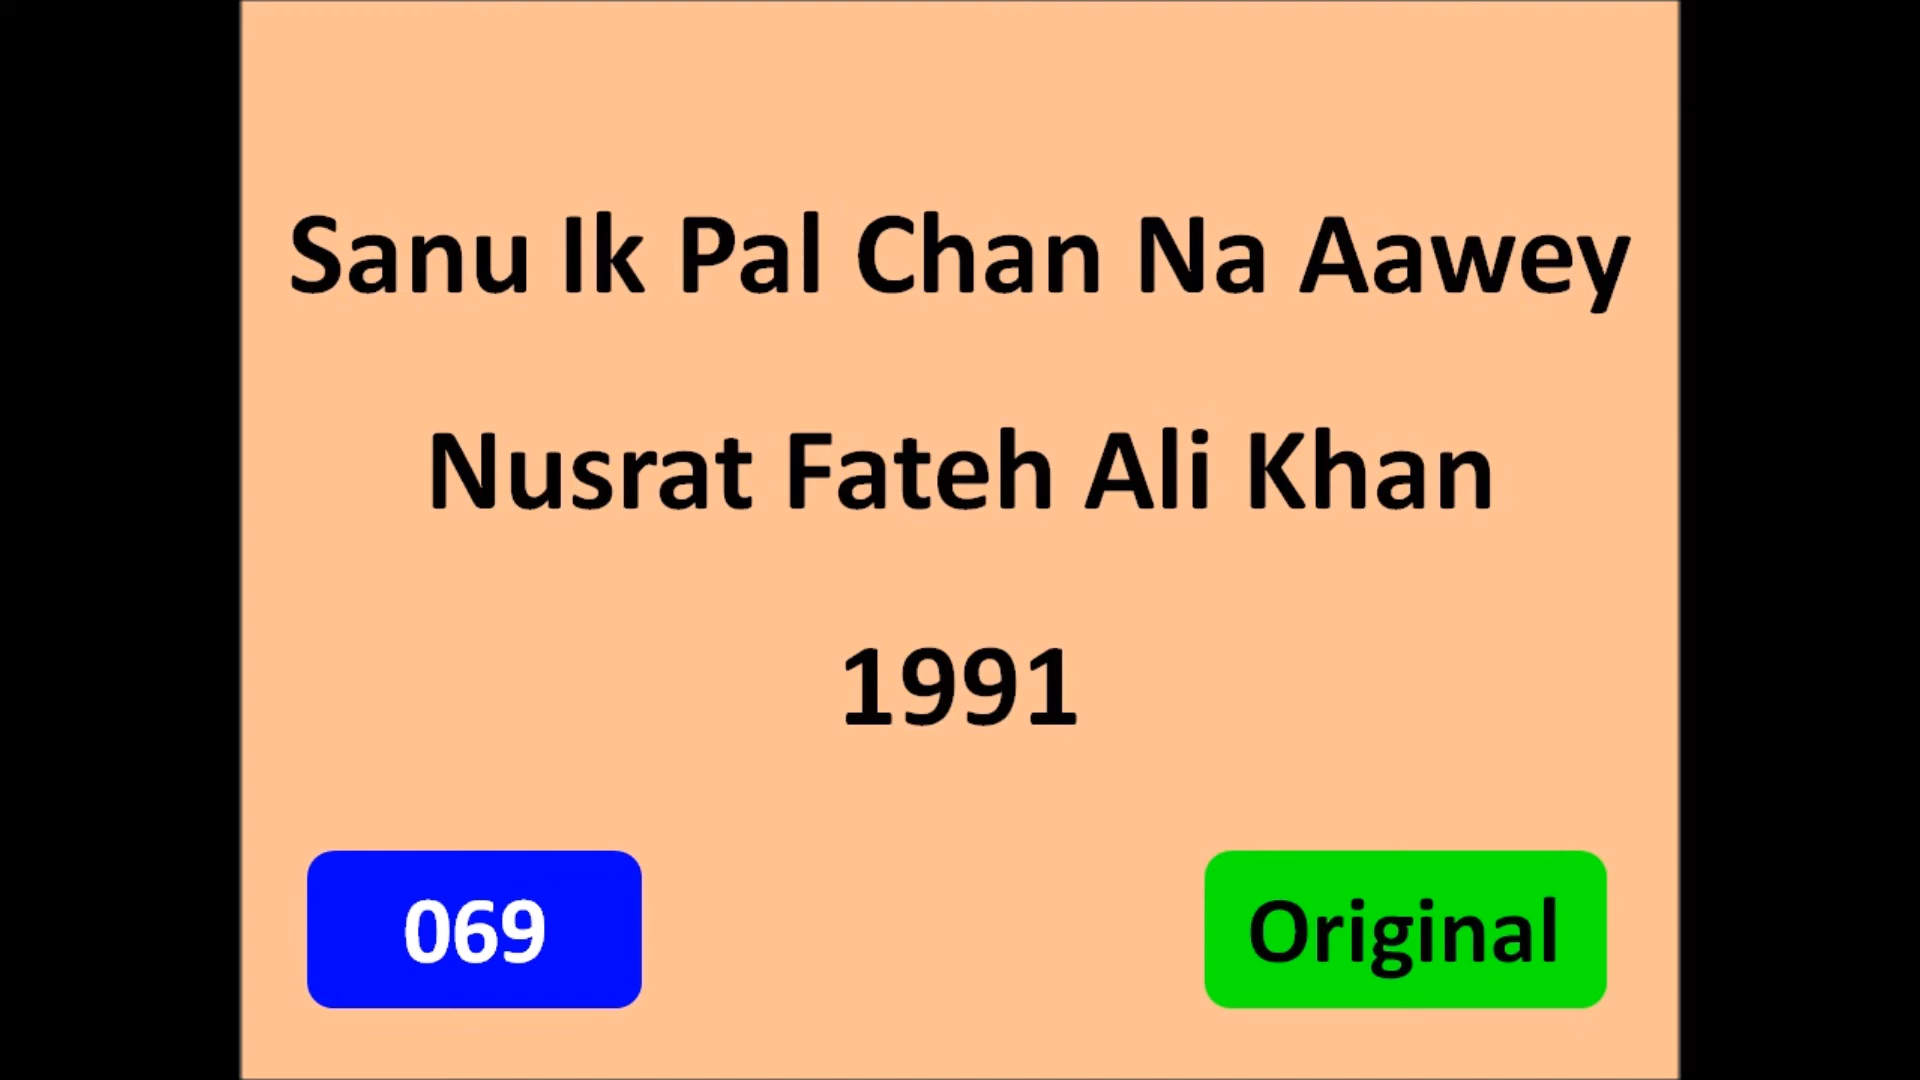 Sanu Ik Pal Chan Na Aawey
Nusrat Fateh Ali Khan
1991
069
Original